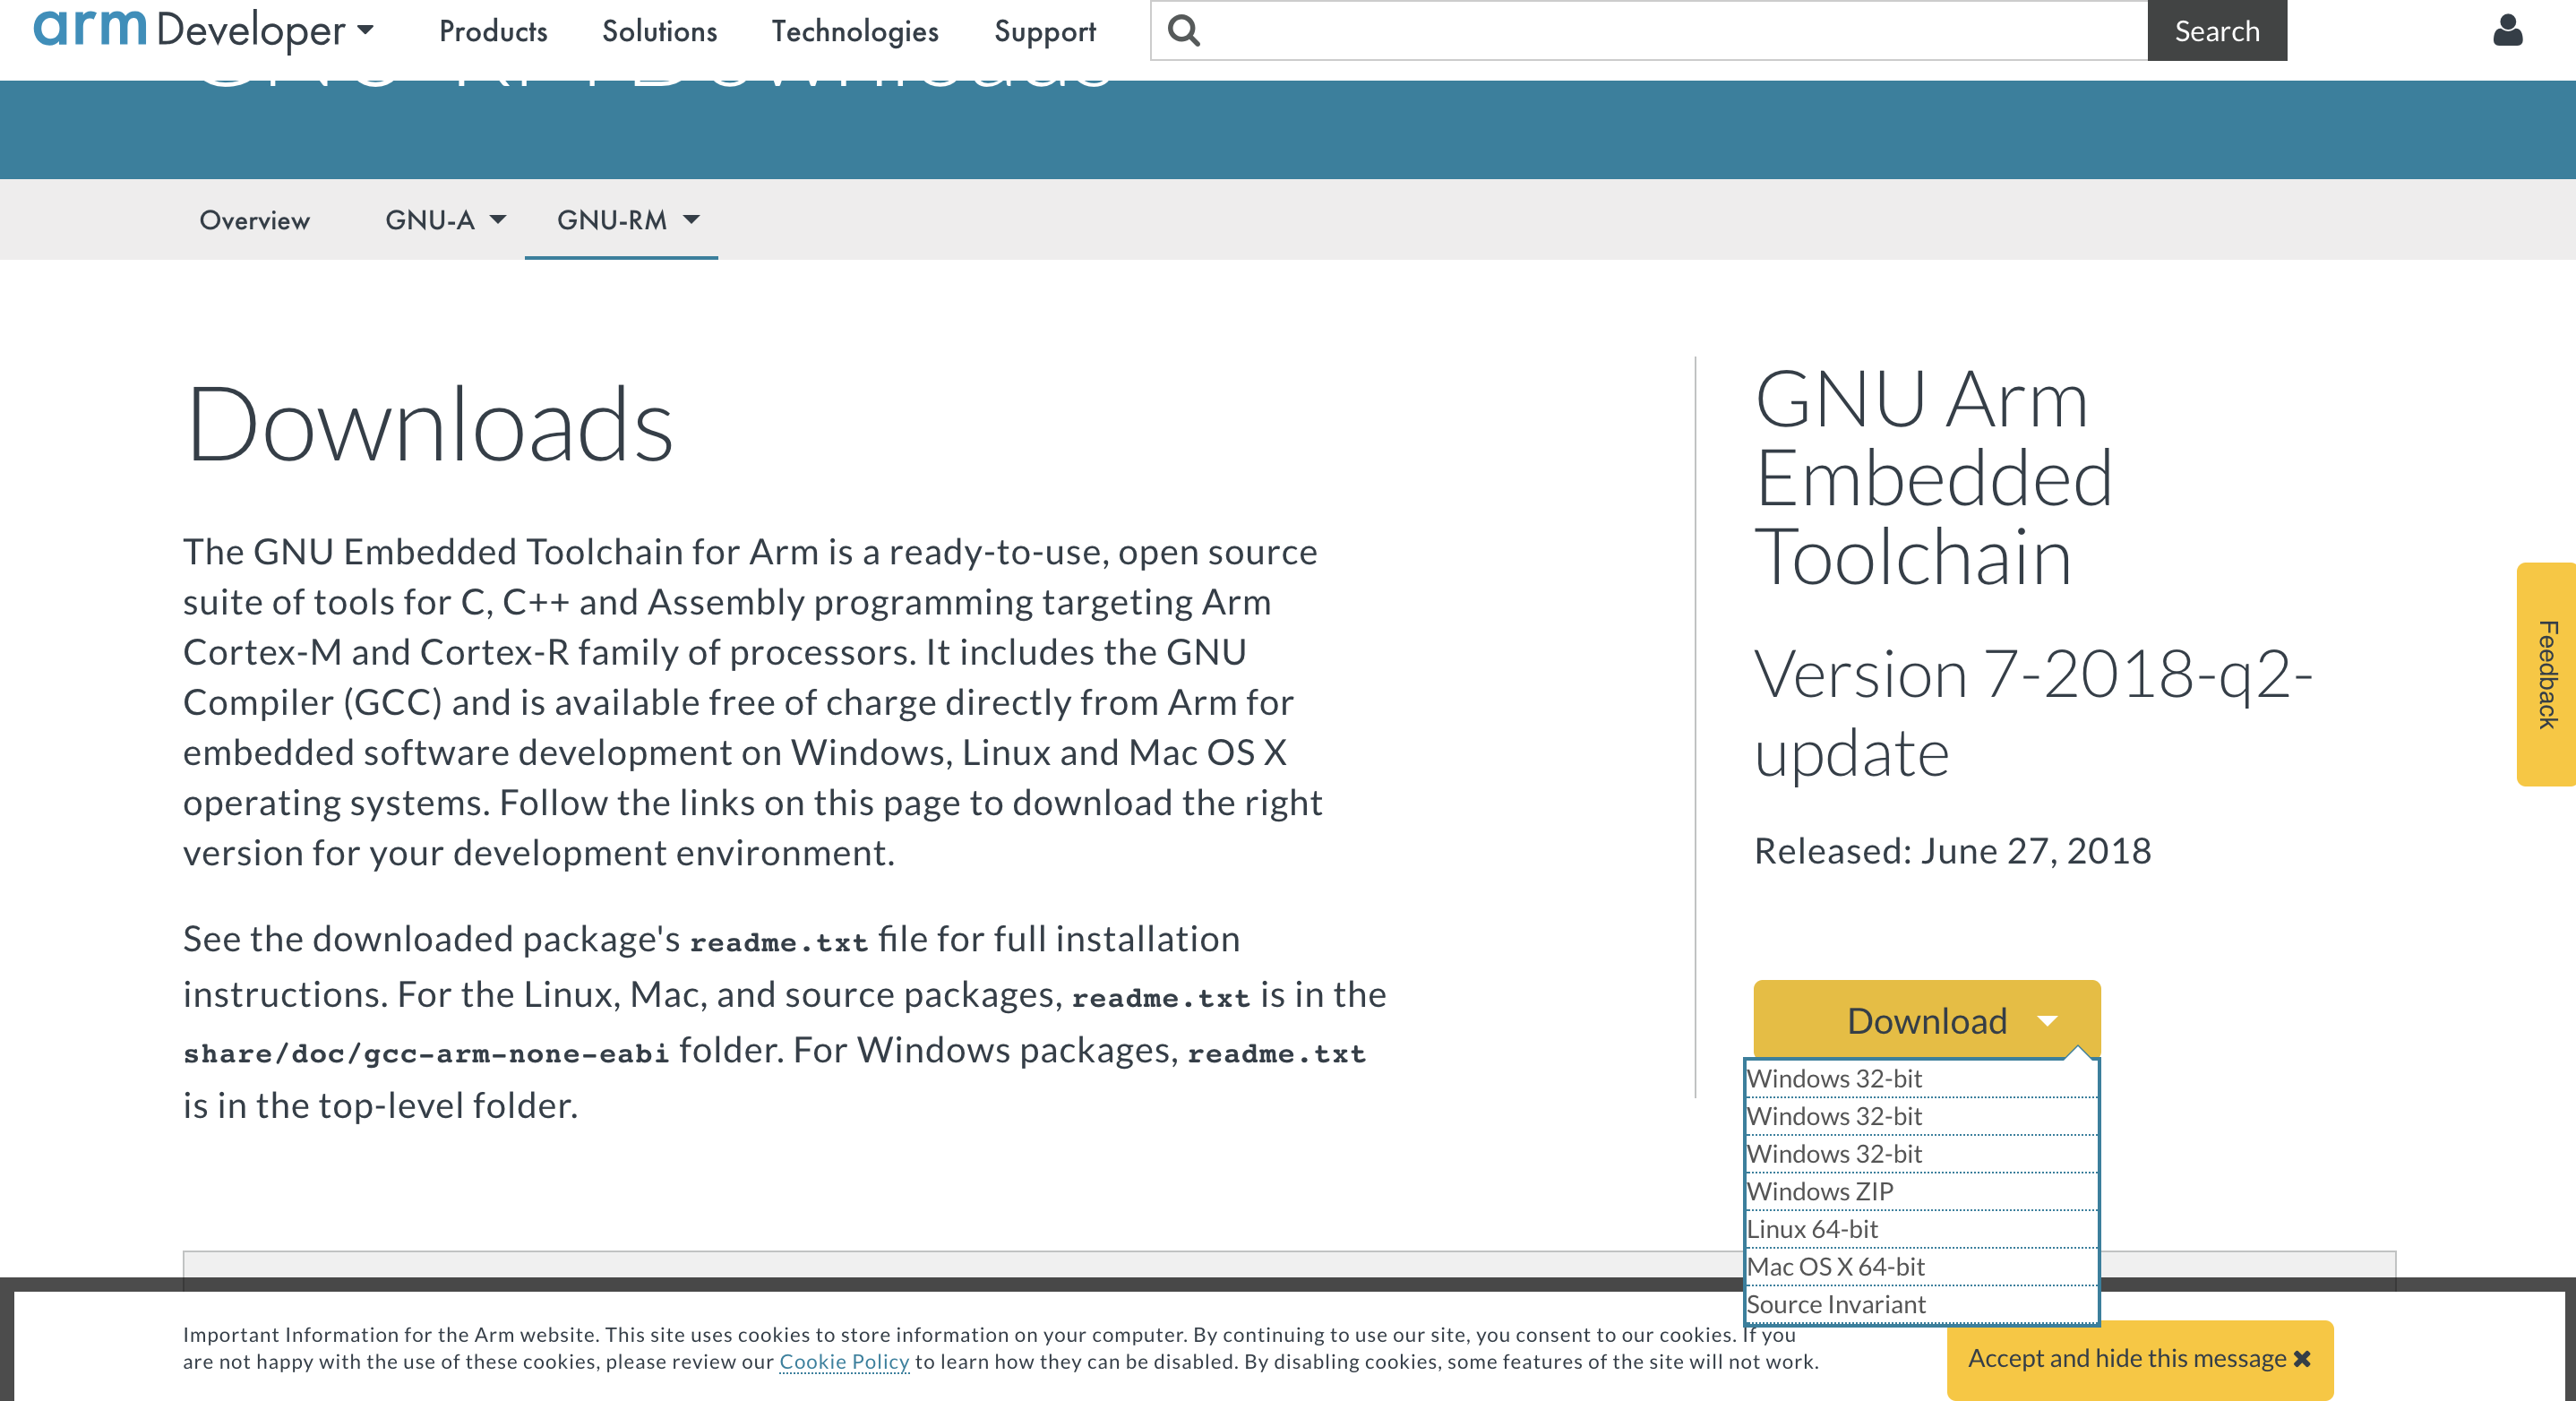 arm Developer
Products
Solutions
Technologies
Support
Search
Overview
GNU-A
GNU-RM
Downloads
The GNU Embedded Toolchain for Arm is a ready-to-use, open source
suite of tools for C, C++ and Assembly programming targeting Arm
Cortex-M and Cortex-R family of processors. It includes the GNU
Compiler (GCC) and is available free of charge directly from Arm for
embedded software development on Windows, Linux and Mac OS X
operating systems. Follow the links on this page to download the right
version for your development environment.
See the downloaded package's readme.txt file for full installation
instructions. For the Linux, Mac, and source packages, readme.txt is in the
share/doc/gcc-arm-none-eabi folder. For Windows packages, readme.txt
is in the top-level folder.
GNU Arm
Embedded
Toolchain
Version 7-2018-q2-
update
Released: June 27, 2018
Download
Windows 32-bit
Windows 32-bit
Windows 32-bit
Windows ZIP
Linux 64-bit
Mac OS X 64-bit
Source Invariant
Feedback
Important Information for the Arm website. This site uses cookies to store information on your computer. By continuing to use our site, you consent to our cookies. If you
are not happy with the use of these cookies, please review our Cookie Policy to learn how they can be disabled. By disabling cookies, some features of the site will not work.
Accept and hide this message